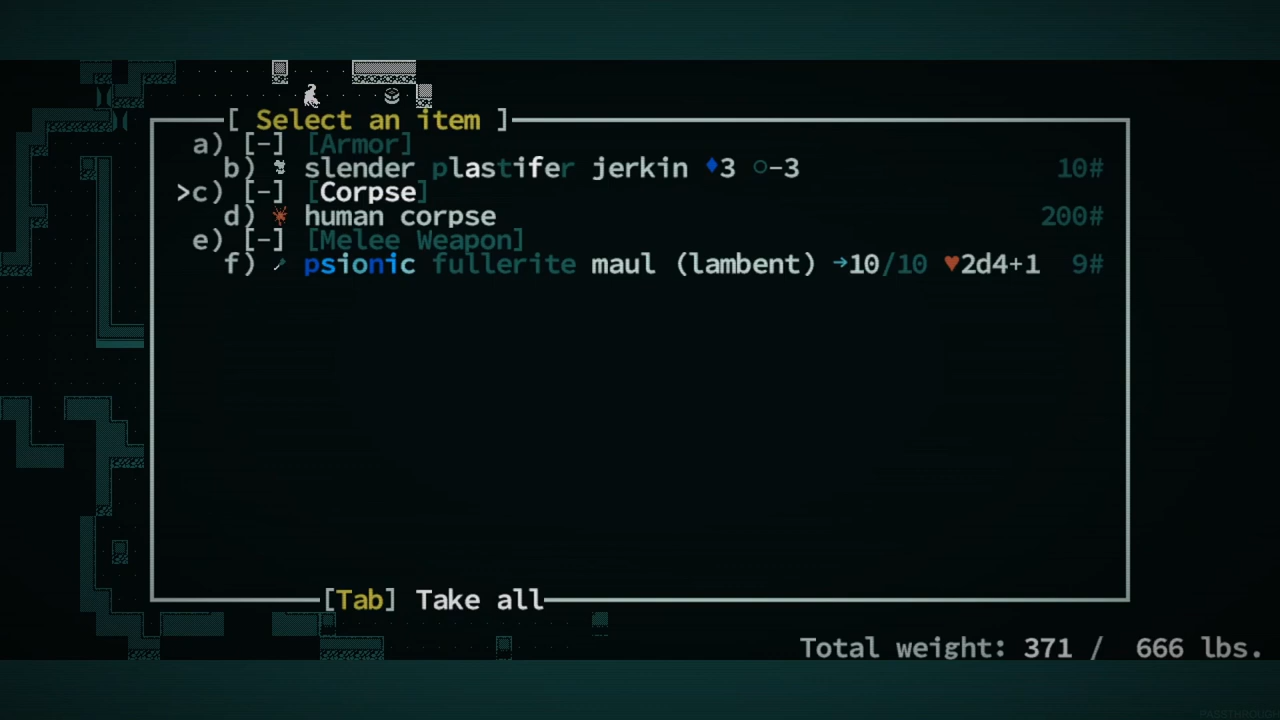 [ Select an item ]
a) [-] [Armor]
b) slender plastifer jerkin ♦3 ○-3 10#
>c) [-] [Corpse]
d) human corpse 200#
e) [-] [Melee Weapon]
f) psionic fullerite maul (lambent) →10/10 ♥2d4+1 9#
[Tab] Take all
Total weight: 371 / 666 lbs.